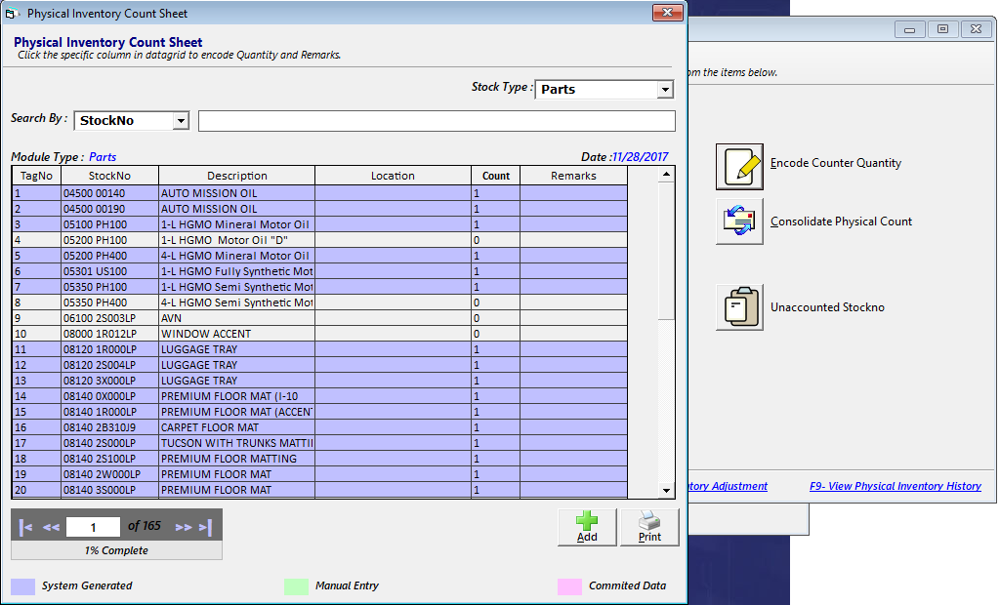 Physical Inventory Count Sheet
Physical Inventory Count Sheet
Click the specific column in datagrid to encode Quantity and Remarks.
Stock Type : Parts
Search By : StockNo
Module Type : Parts Date :11/28/2017
TagNo StockNo Description Location Count Remarks
1 04500 00140 AUTO MISSION OIL 1
2 04500 00190 AUTO MISSION OIL 1
3 05100 PH100 1-L HGMO Mineral Motor Oil 1
4 05200 PH100 1-L HGMO Motor Oil "D" 0
5 05200 PH400 4-L HGMO Mineral Motor Oil 1
6 05301 US100 1-L HGMO Fully Synthetic Mot 1
7 05350 PH100 1-L HGMO Semi Synthetic Mot 1
8 05350 PH400 4-L HGMO Semi Synthetic Mot 0
9 06100 2S003LP AVN 0
10 08000 1R012LP WINDOW ACCENT 0
11 08120 1R000LP LUGGAGE TRAY 1
12 08120 2S004LP LUGGAGE TRAY 1
13 08120 3X000LP LUGGAGE TRAY 1
14 08140 0X000LP PREMIUM FLOOR MAT (I-10 1
15 08140 1R000LP PREMIUM FLOOR MAT (ACCENT 1
16 08140 2B310J9 CARPET FLOOR MAT 1
17 08140 2S000LP TUCSON WITH TRUNKS MATTI 1
18 08140 2S100LP PREMIUM FLOOR MATTING 1
19 08140 2W000LP PREMIUM FLOOR MAT 1
20 08140 3S000LP PREMIUM FLOOR MAT 1
1 of 165
1% Complete
Add
Print
System Generated
Manual Entry
Commited Data
om the items below.
Encode Counter Quantity
Consolidate Physical Count
Unaccounted Stockno
tory Adjustment
F9- View Physical Inventory History